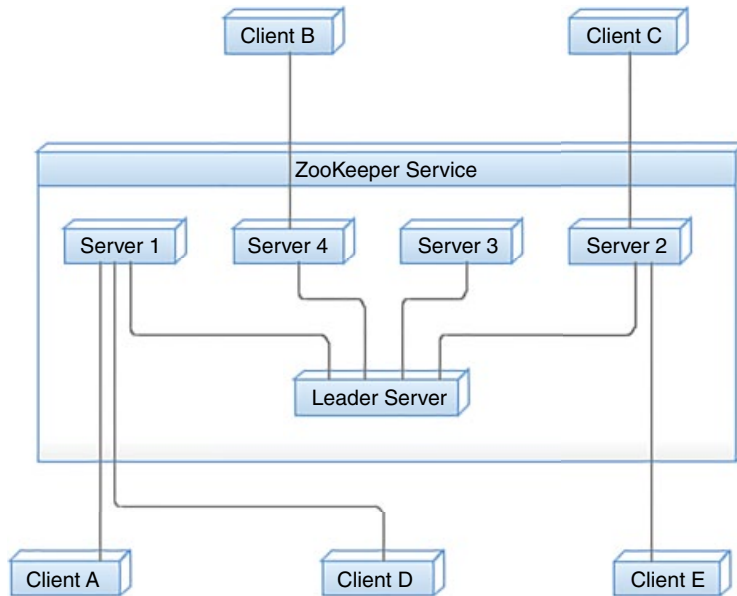 Client B
Client C
ZooKeeper Service
Server 1
Server 4
Server 3
Server 2
Leader Server
Client A
Client D
Client E